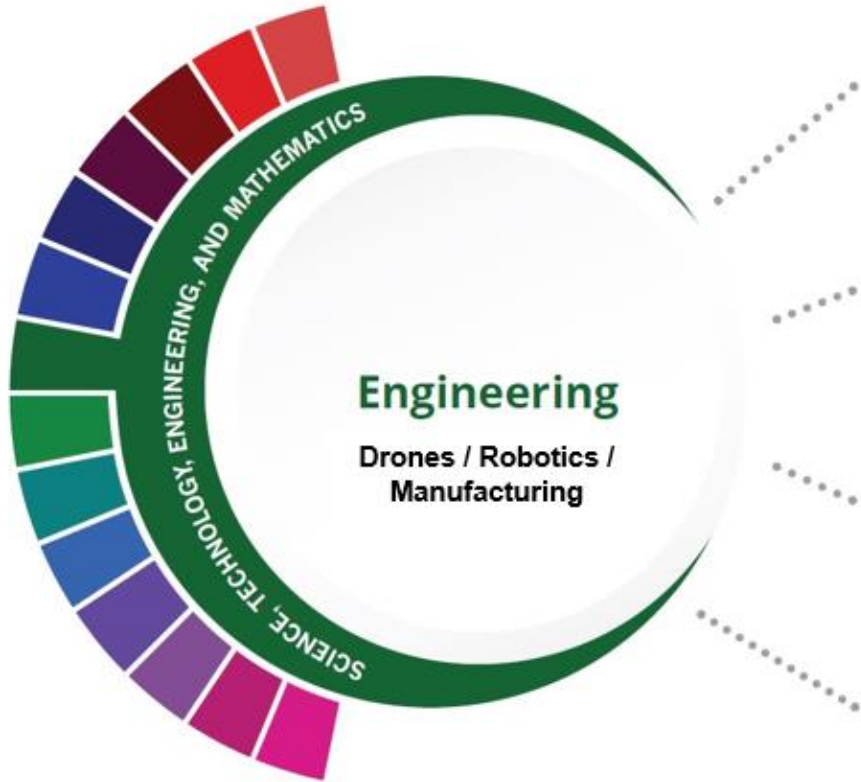 SCIENCE, TECHNOLOGY, ENGINEERING, AND MATHEMATICS
Engineering
Drones / Robotics /
Manufacturing